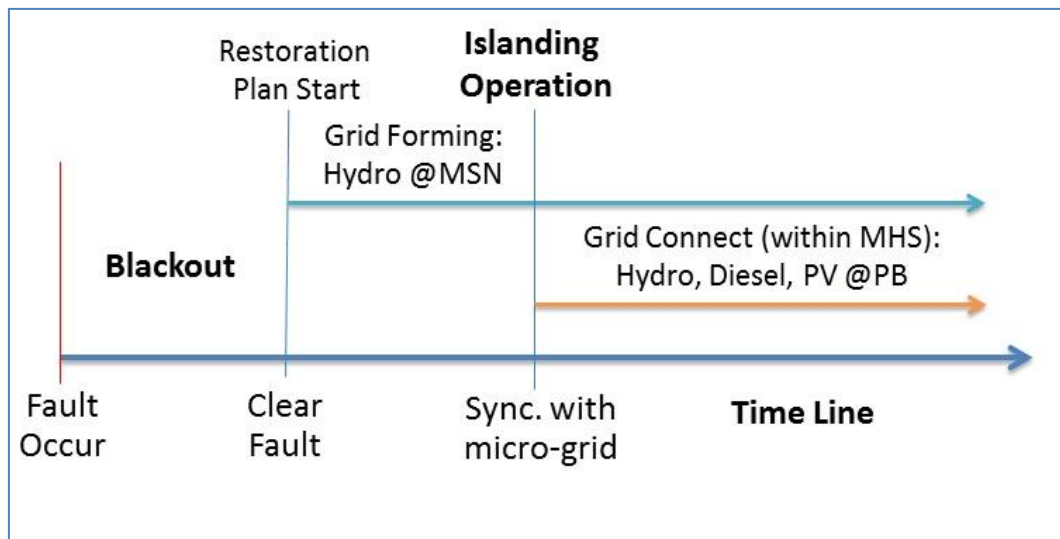 Restoration
Plan Start
Islanding
Operation
Grid Forming:
Hydro @MSN
Grid Connect (within MHS):
Hydro, Diesel, PV @PB
Blackout
Fault
Occur
Clear
Fault
Sync. with
micro-grid
Time Line